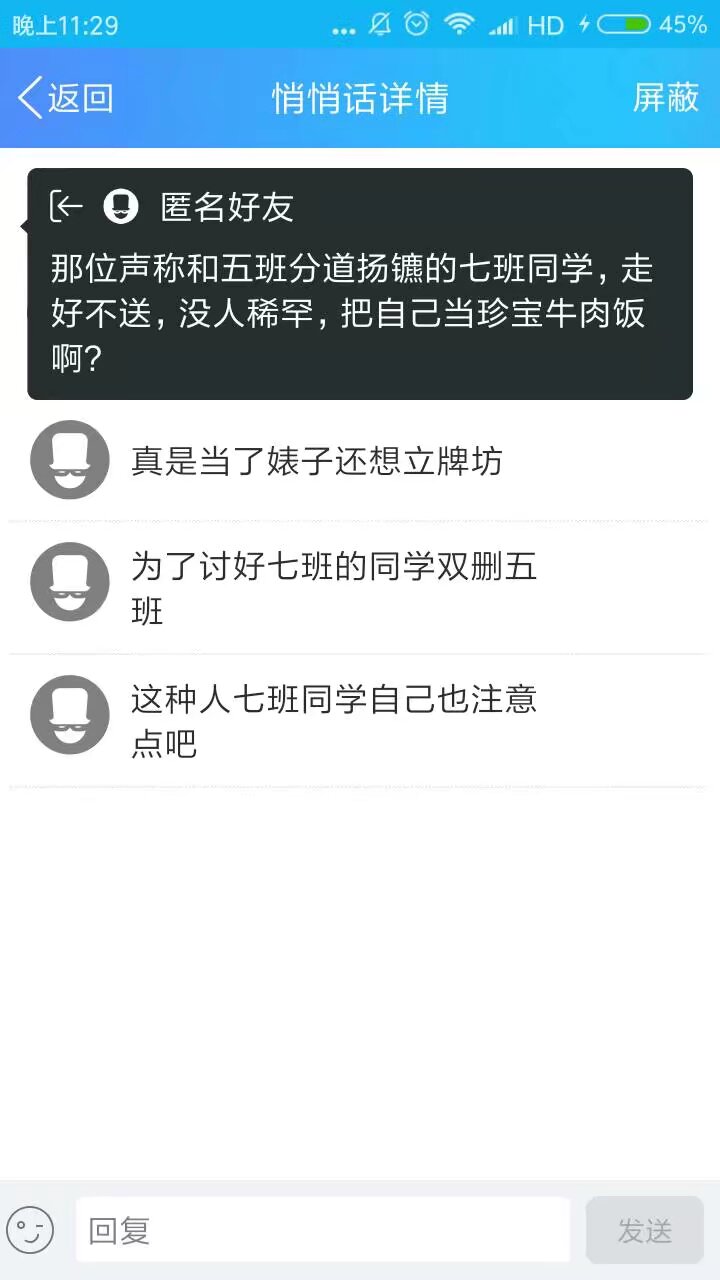 晚上11:29
HD
45%
返回
悄悄话详情
屏蔽
匿名好友
那位声称和五班分道扬镳的七班同学，走
好不送，没人稀罕，把自己当珍宝牛肉饭
啊？
真是当了婊子还想立牌坊
为了讨好七班的同学双删五
班
这种人七班同学自己也注意
点吧
回复
发送